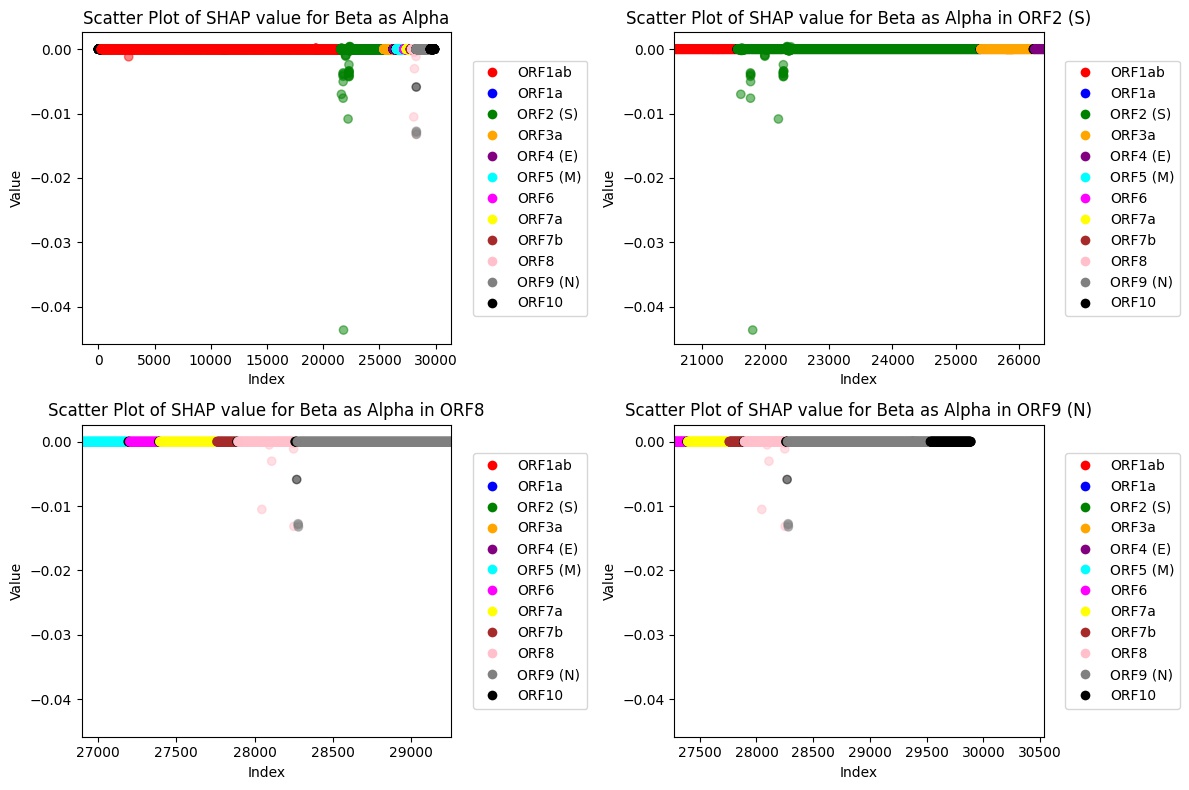 Scatter Plot of SHAP value for Beta as Alpha
0.00
−0.01
−0.02
−0.03
−0.04
Value
0
5000
10000
15000
20000
25000
30000
Index
ORF1ab
ORF1a
ORF2 (S)
ORF3a
ORF4 (E)
ORF5 (M)
ORF6
ORF7a
ORF7b
ORF8
ORF9 (N)
ORF10
Scatter Plot of SHAP value for Beta as Alpha in ORF2 (S)
0.00
−0.01
−0.02
−0.03
−0.04
Value
21000
22000
23000
24000
25000
26000
Index
ORF1ab
ORF1a
ORF2 (S)
ORF3a
ORF4 (E)
ORF5 (M)
ORF6
ORF7a
ORF7b
ORF8
ORF9 (N)
ORF10
Scatter Plot of SHAP value for Beta as Alpha in ORF8
0.00
−0.01
−0.02
−0.03
−0.04
Value
27000
27500
28000
28500
29000
Index
ORF1ab
ORF1a
ORF2 (S)
ORF3a
ORF4 (E)
ORF5 (M)
ORF6
ORF7a
ORF7b
ORF8
ORF9 (N)
ORF10
Scatter Plot of SHAP value for Beta as Alpha in ORF9 (N)
0.00
−0.01
−0.02
−0.03
−0.04
Value
27500
28000
28500
29000
29500
30000
30500
Index
ORF1ab
ORF1a
ORF2 (S)
ORF3a
ORF4 (E)
ORF5 (M)
ORF6
ORF7a
ORF7b
ORF8
ORF9 (N)
ORF10